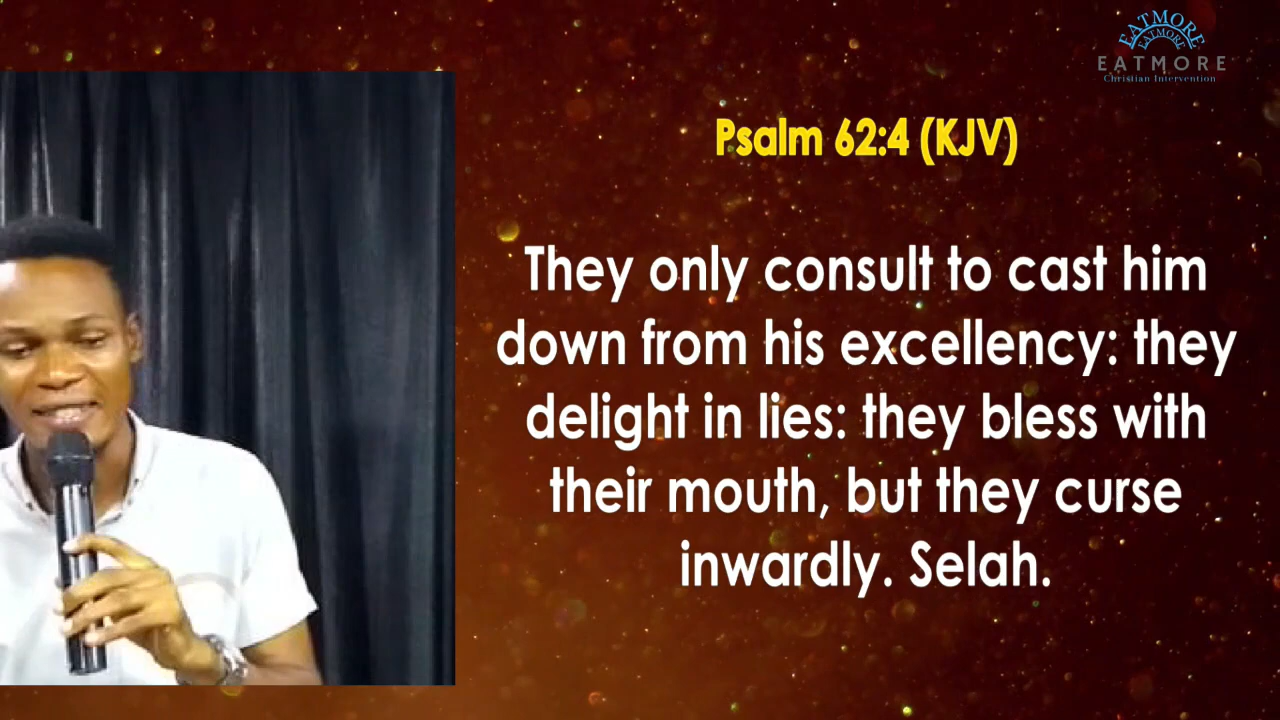 EATMORE
EATMORE
EATMORE
Christian Intervention
Psalm 62:4 (KJV)
They only consult to cast him
down from his excellency: they
delight in lies: they bless with
their mouth, but they curse
inwardly. Selah.